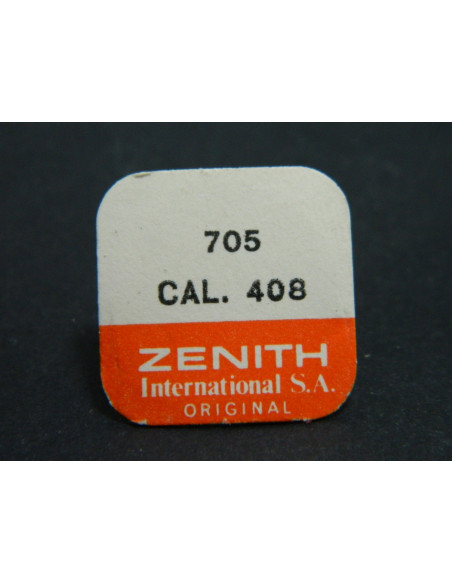 705
CAL. 408
ZENITH
International S.A.
ORIGINAL